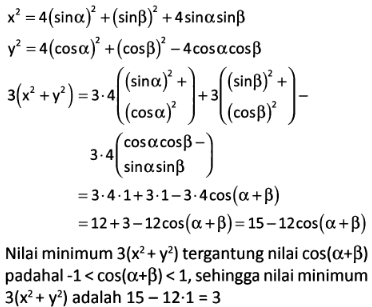 x² = 4(sinα)² + (sinβ)² + 4sinαsinβ
y² = 4(cosα)² + (cosβ)² − 4cosαcosβ
3(x² + y²) = 3·4((sinα)² + (cosα)²) + 3((sinβ)² + (cosβ)²) −
3·4(cosαcosβ − sinαsinβ)
= 3·4·1 + 3·1 − 3·4cos(α + β)
= 12 + 3 − 12cos(α + β) = 15 − 12cos(α + β)
Nilai minimum 3(x² + y²) tergantung nilai cos(α+β)
padahal -1 < cos(α+β) < 1, sehingga nilai minimum
3(x² + y²) adalah 15 − 12·1 = 3